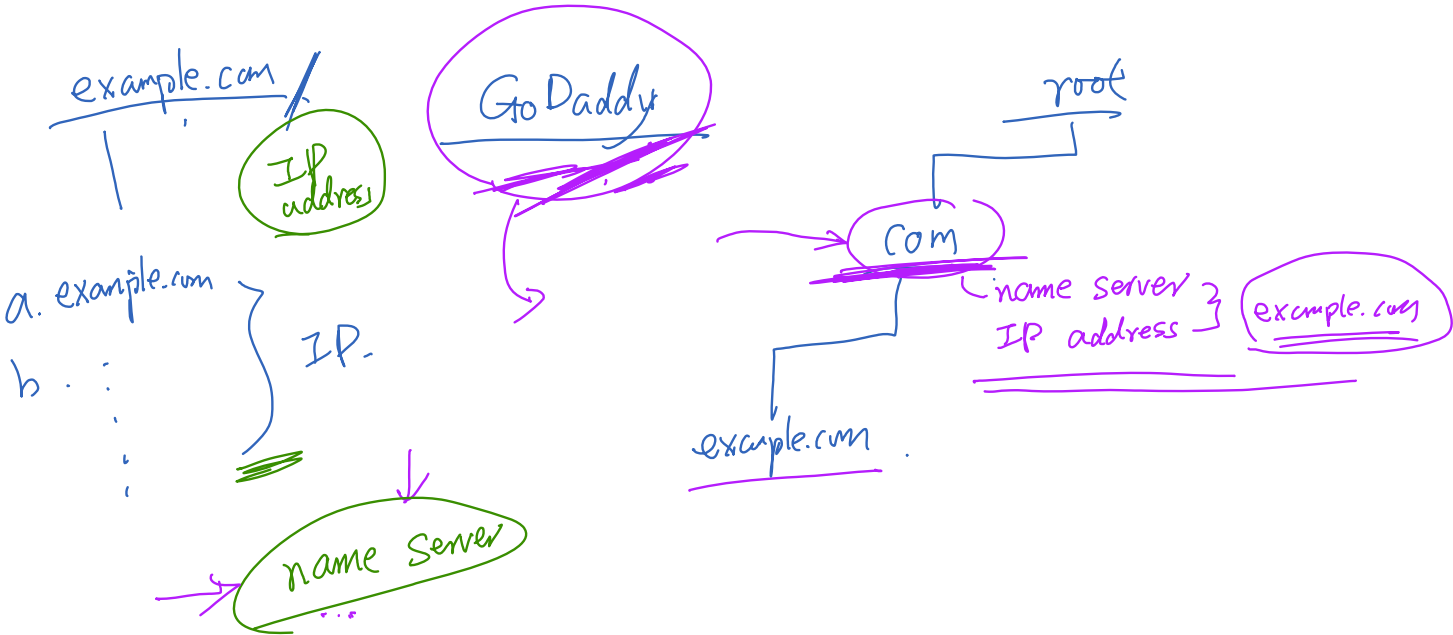 example.com
IP
address
GoDaddy
root
com
name server
IP address
example.com
a. example.com
b.
IP.
example.com
name server